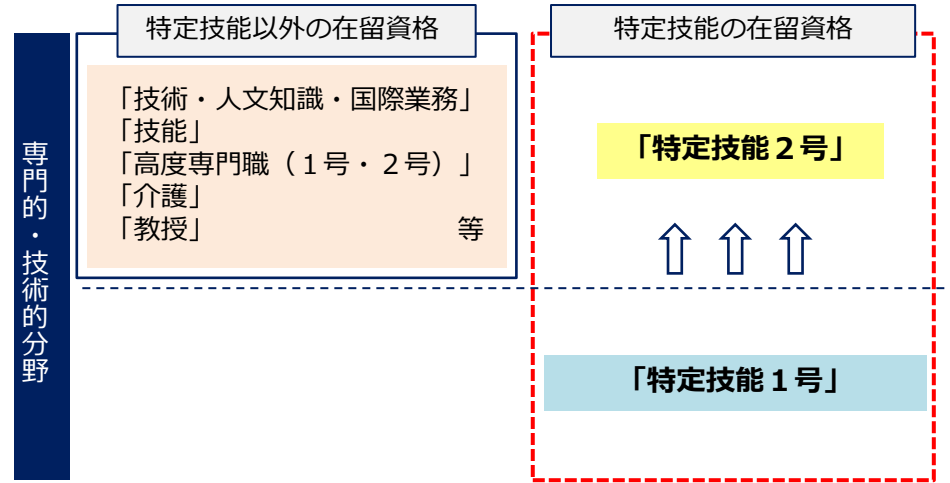 特定技能以外の在留資格
特定技能の在留資格
専門的・技術的分野
「技術・人文知識・国際業務」
「技能」
「高度専門職（１号・２号）」
「介護」
「教授」　等
「特定技能２号」
「特定技能１号」